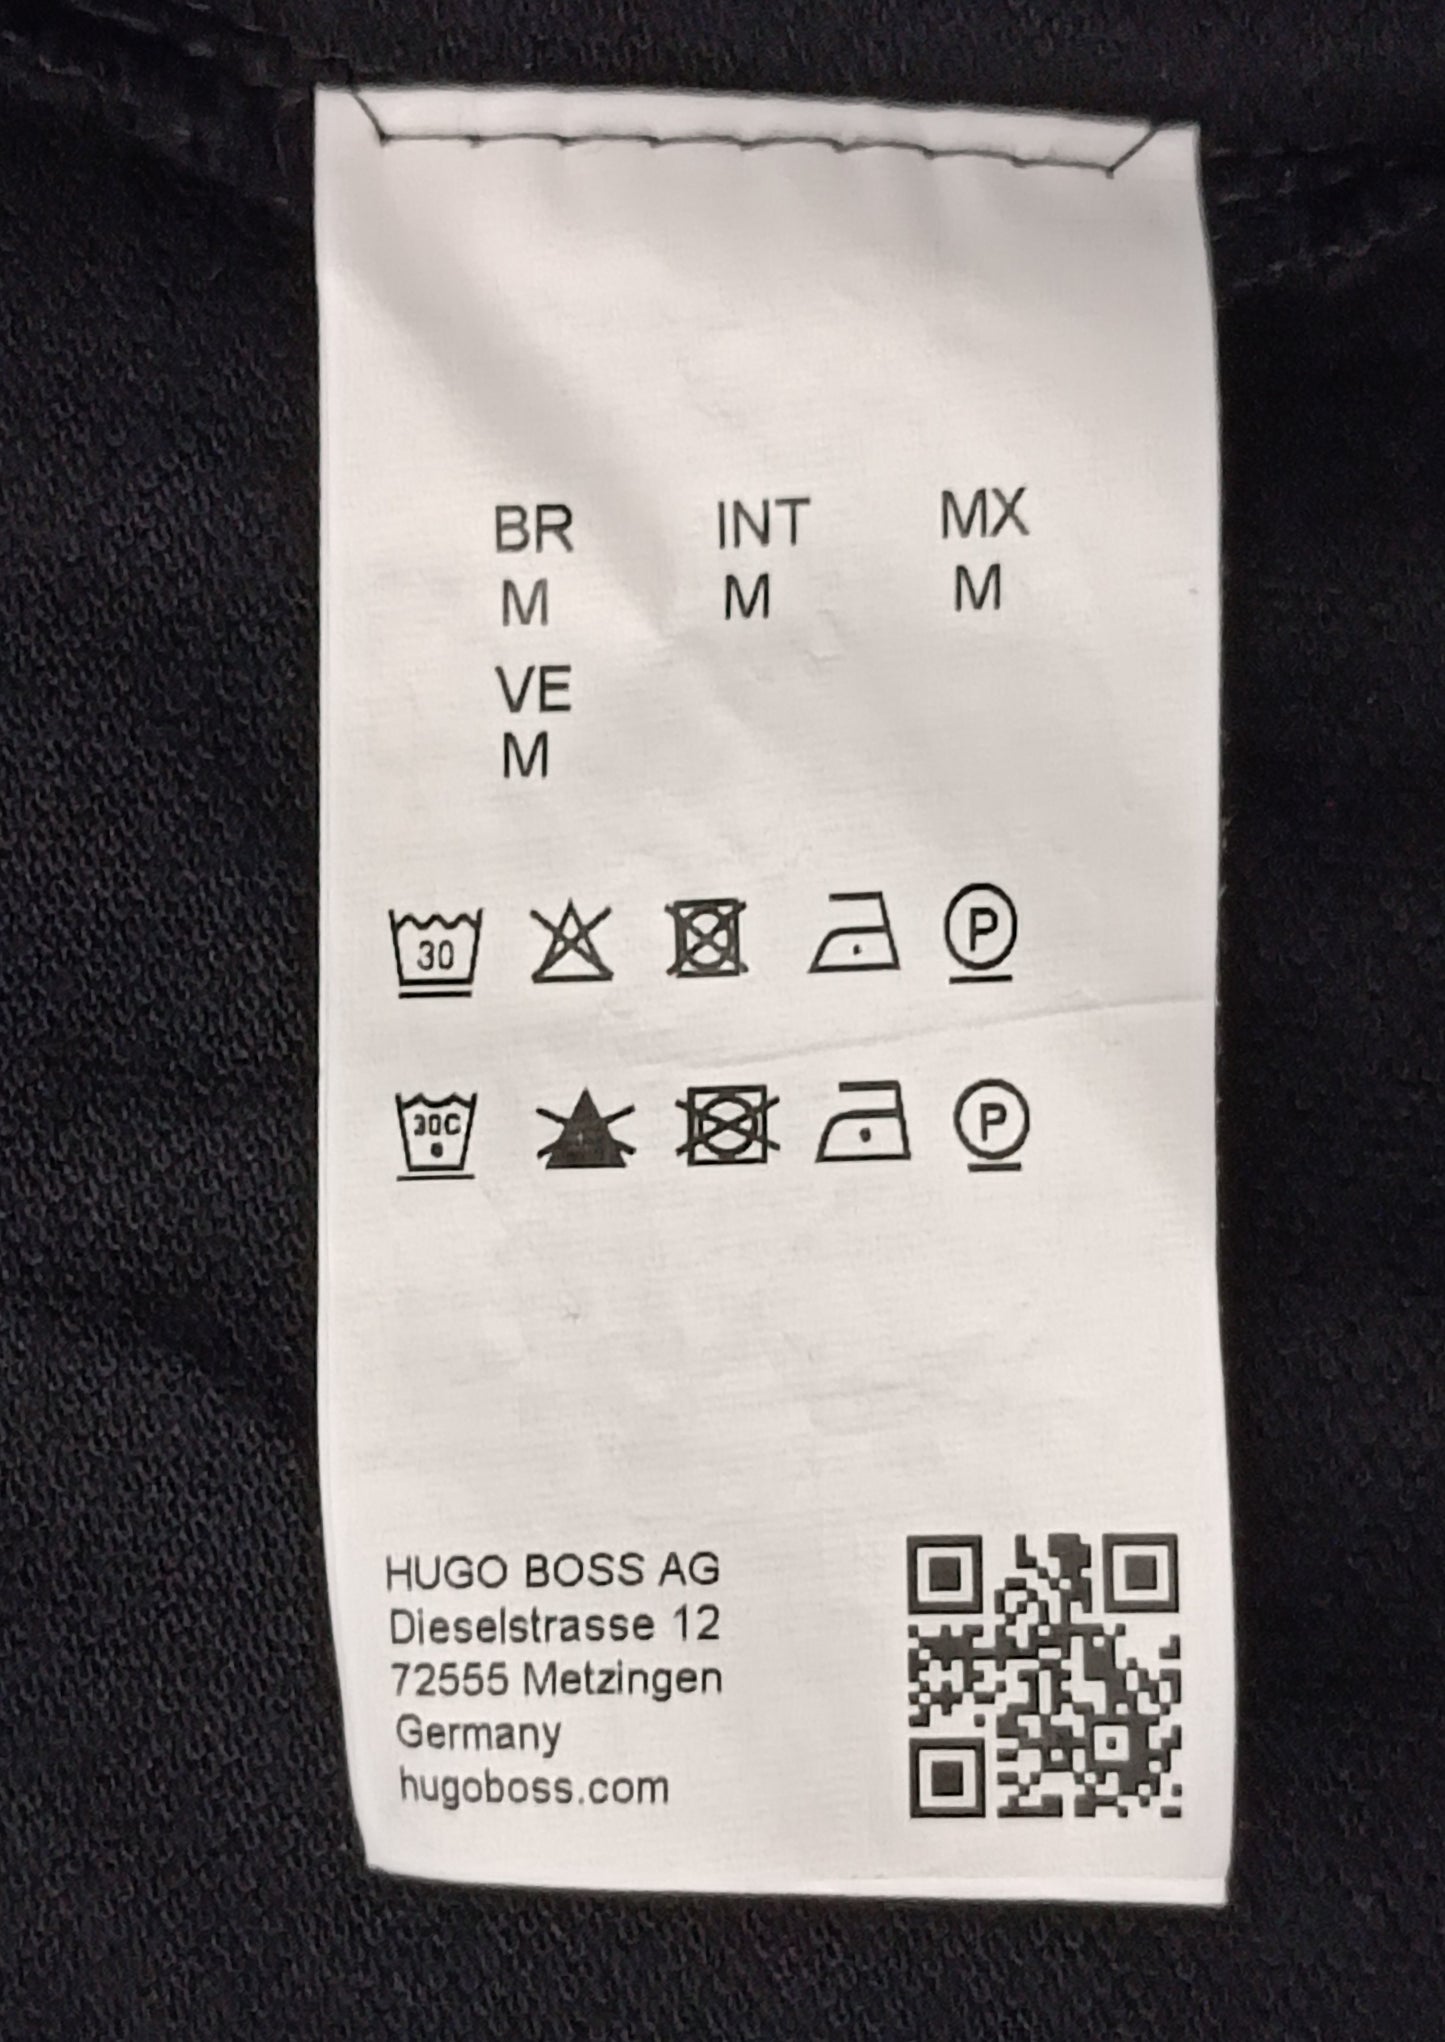 BR INT MX
M M M
VE
M
30 P
30C P
HUGO BOSS AG
Dieselstrasse 12
72555 Metzingen
Germany
hugoboss.com